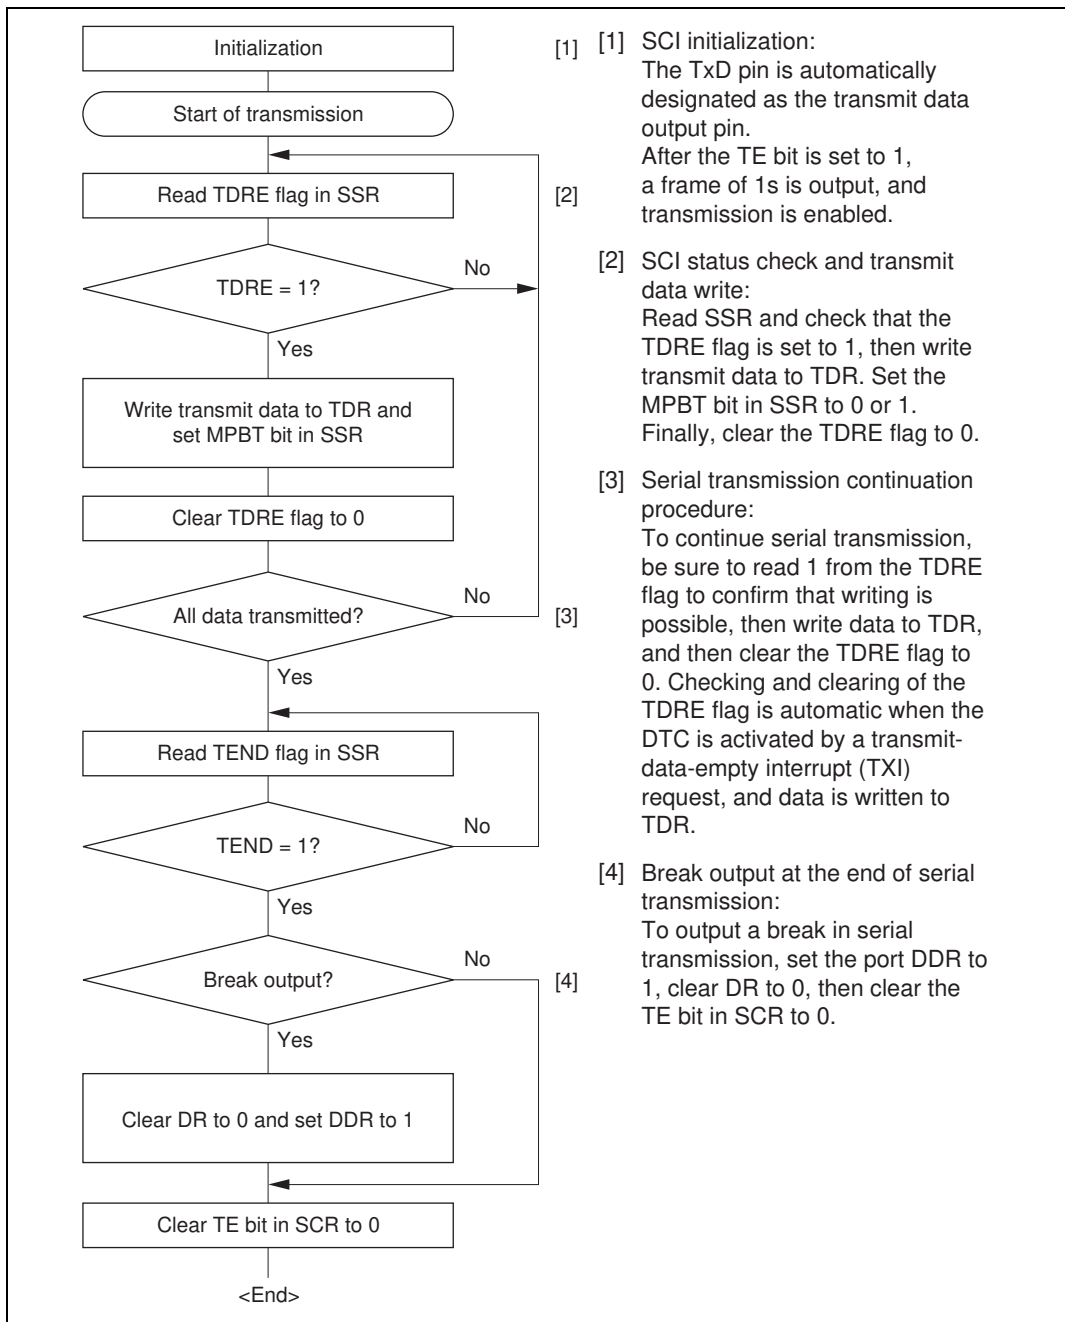 Initialization
[1]
Start of transmission
Read TDRE flag in SSR
[2]
TDRE = 1?
No
Yes
Write transmit data to TDR and
set MPBT bit in SSR
Clear TDRE flag to 0
All data transmitted?
No
[3]
Yes
Read TEND flag in SSR
TEND = 1?
No
Yes
Break output?
No
[4]
Yes
Clear DR to 0 and set DDR to 1
Clear TE bit in SCR to 0
<End>
[1] SCI initialization:
The TxD pin is automatically
designated as the transmit data
output pin.
After the TE bit is set to 1,
a frame of 1s is output, and
transmission is enabled.
[2] SCI status check and transmit
data write:
Read SSR and check that the
TDRE flag is set to 1, then write
transmit data to TDR. Set the
MPBT bit in SSR to 0 or 1.
Finally, clear the TDRE flag to 0.
[3] Serial transmission continuation
procedure:
To continue serial transmission,
be sure to read 1 from the TDRE
flag to confirm that writing is
possible, then write data to TDR,
and then clear the TDRE flag to
0. Checking and clearing of the
TDRE flag is automatic when the
DTC is activated by a transmit-
data-empty interrupt (TXI)
request, and data is written to
TDR.
[4] Break output at the end of serial
transmission:
To output a break in serial
transmission, set the port DDR to
1, clear DR to 0, then clear the
TE bit in SCR to 0.